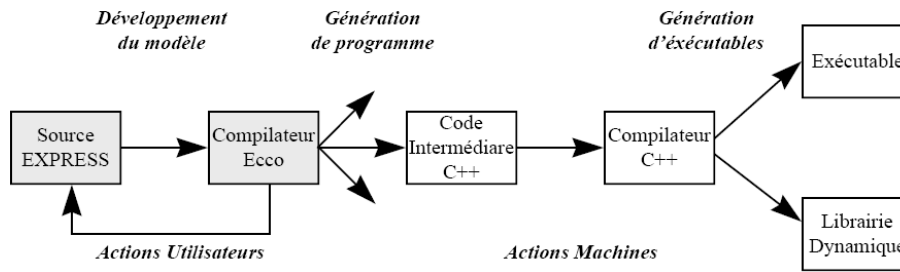 Développement
du modèle
Génération
de programme
Génération
d'éxécutables
Exécutable
Source
EXPRESS
Compilateur
Ecco
Code
Intermédiare
C++
Compilateur
C++
Librairie
Dynamique
Actions Utilisateurs
Actions Machines